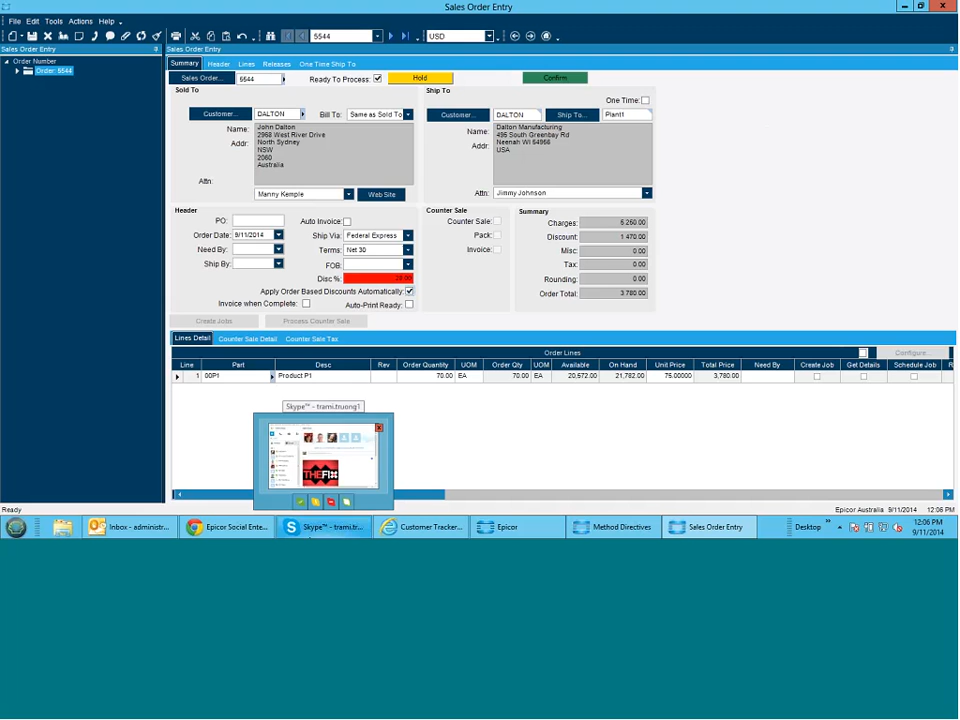 Sales Order Entry
File Edit Tools Actions Help
5544 USD
Sales Order Entry
Order Number
Order: 5544
Sales Order Entry
Summary Header Lines Releases One Time Ship To
Sales Order... 5544 Ready To Process: Hold Confirm
Sold To
Customer... DALTON Bill To: Same as Sold To
Name: John Dalton
Addr: 2958 West River Drive
North Sydney
NSW
2060
Australia
Attn:
Manny Kemple Web Site
Ship To
One Time:
Customer... DALTON Ship To... Plant1
Name: Dalton Manufacturing
Addr: 495 South Greenbay Rd
Neenah WI 54956
USA
Attn: Jimmy Johnson
Header
PO: Auto Invoice:
Order Date: 9/11/2014 Ship Via: Federal Express
Need By: Terms: Net 30
Ship By: FOB:
Disc %:
Apply Order Based Discounts Automatically:
Invoice when Complete: Auto-Print Ready:
Counter Sale
Counter Sale:
Pack:
Invoice:
Summary
Charges: 5 250.00
Discount: 1 470.00
Misc: 0.00
Tax: 0.00
Rounding: 0.00
Order Total: 3 780.00
Create Jobs Process Counter Sale
Lines Detail Counter Sale Detail Counter Sale Tax
Order Lines Configure...
Line Part Desc Rev Order Quantity UOM Order Qty UOM Available On Hand Unit Price Total Price Need By Create Job Get Details Schedule Job R
1 00P1 Product P1 70.00 EA 70.00 EA 20,572.00 21,782.00 75.00000 3,780.00
Skype™ - trami.truong1
THEFIX
Ready
Epicor Australia 9/11/2014 12:06 PM
Inbox - administr... Epicor Social Ente... Skype™ - trami.tr... Customer Tracker... Epicor Method Directives Sales Order Entry Desktop » 12:06 PM
9/11/2014